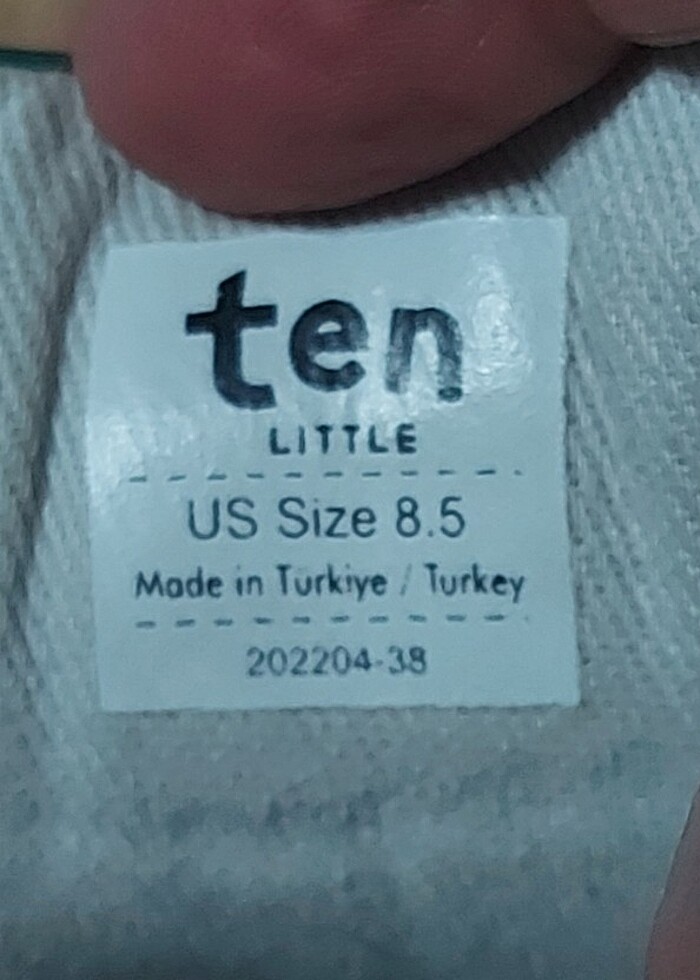 ten
LITTLE
US Size 8.5
Made in Turkiye / Turkey
202204-38